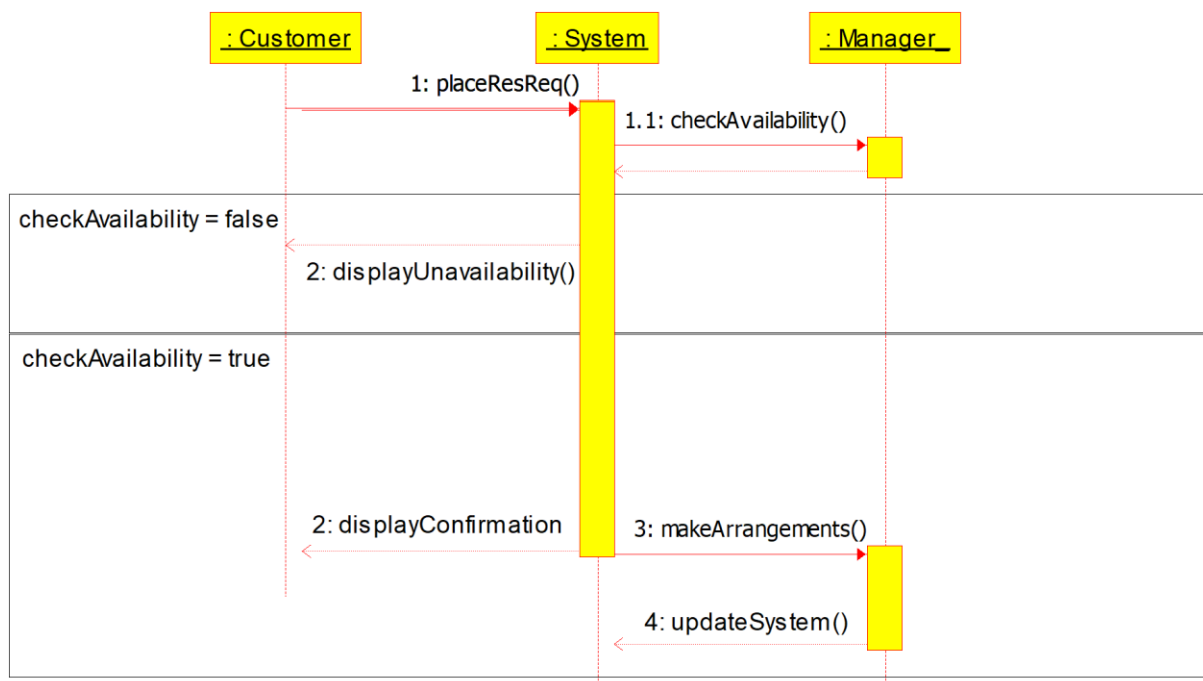 : Customer
: System
: Manager_
1: placeResReq()
1.1: checkAvailability()
checkAvailability = false
2: displayUnavailability()
checkAvailability = true
2: displayConfirmation
3: makeArrangements()
4: updateSystem()